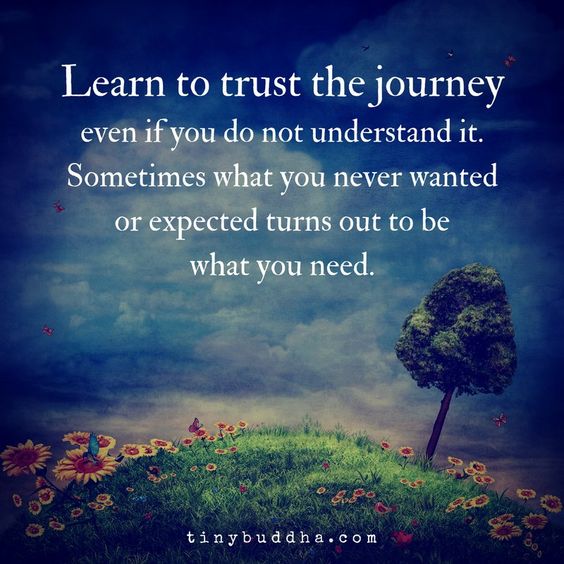 Learn to trust the journey
even if you do not understand it.
Sometimes what you never wanted
or expected turns out to be
what you need.
tinybuddha.com